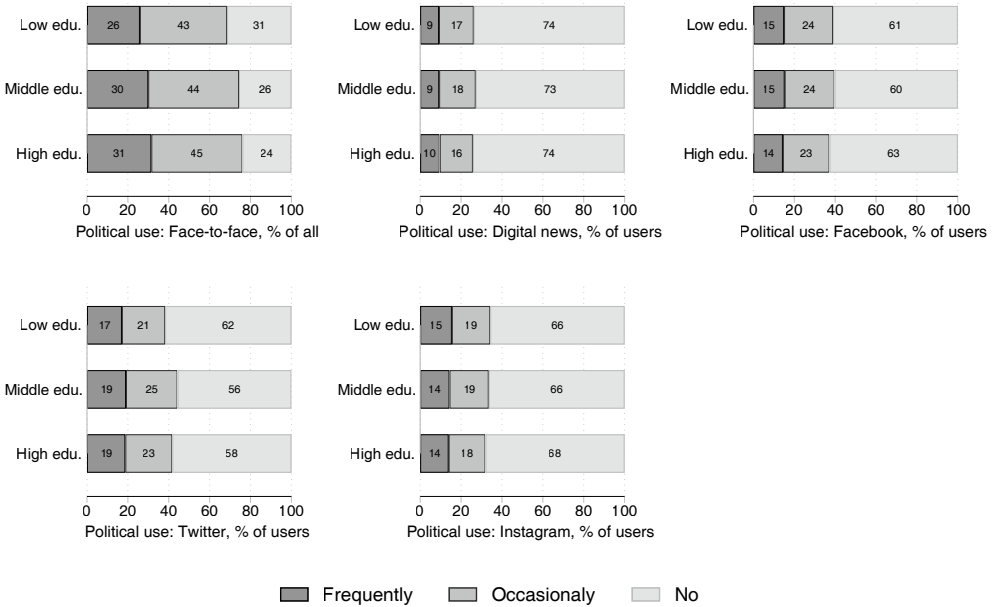 Low edu. 26 43 31
Middle edu. 30 44 26
High edu. 31 45 24
0 20 40 60 80 100
Political use: Face-to-face, % of all
Low edu. 9 17 74
Middle edu. 9 18 73
High edu. 10 16 74
0 20 40 60 80 100
Political use: Digital news, % of users
Low edu. 15 24 61
Middle edu. 15 24 60
High edu. 14 23 63
0 20 40 60 80 100
Political use: Facebook, % of users
Low edu. 17 21 62
Middle edu. 19 25 56
High edu. 19 23 58
0 20 40 60 80 100
Political use: Twitter, % of users
Low edu. 15 19 66
Middle edu. 14 19 66
High edu. 14 18 68
0 20 40 60 80 100
Political use: Instagram, % of users
Frequently Occasionaly No